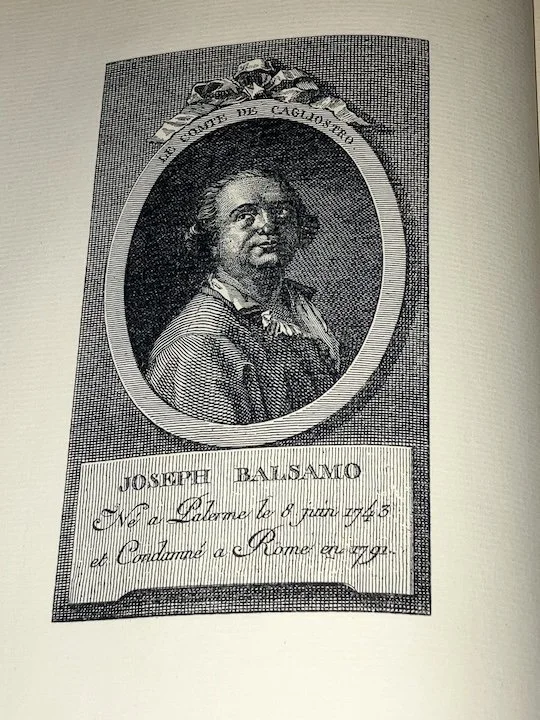 LE COMTE DE CAGLIOSTRO
JOSEPH BALSAMO
Né a Palerme le 8 juin 1743
et Condamné a Rome en 1791.